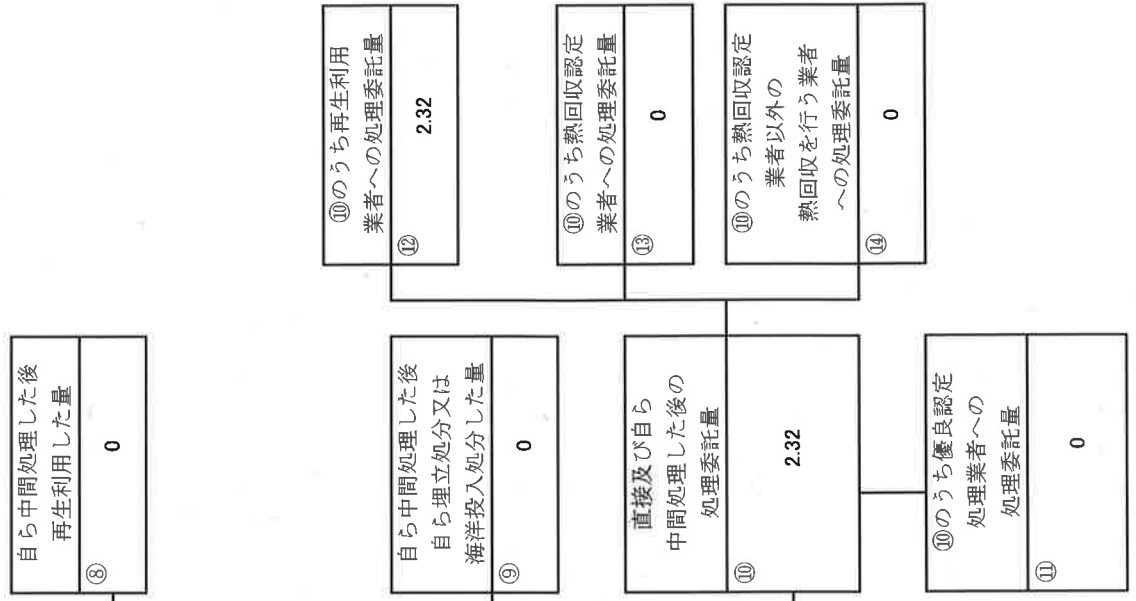 自ら中間処理した後
再生利用した量
⑧
0
自ら中間処理した後
自ら埋立処分又は
海洋投入処分した量
⑨
0
直接及び自ら
中間処理した後の
処理委託量
⑩
2.32
⑩のうち優良認定
処理業者への
処理委託量
⑪
0
⑩のうち再生利用
業者への処理委託量
⑫
2.32
⑩のうち熱回収認定
業者への処理委託量
⑬
0
⑩のうち熱回収認定
業者以外の
熱回収を行う業者
への処理委託量
⑭
0